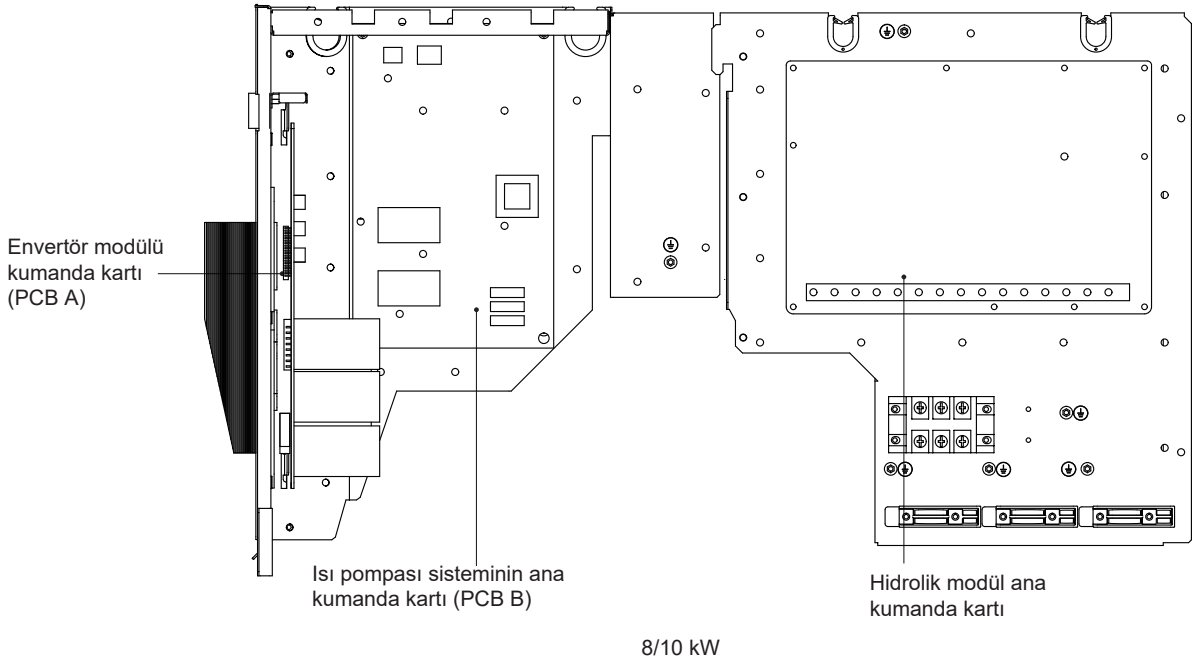 Envertör modülü
kumanda kartı
(PCB A)
Isı pompası sisteminin ana
kumanda kartı (PCB B)
Hidrolik modül ana
kumanda kartı
8/10 kW